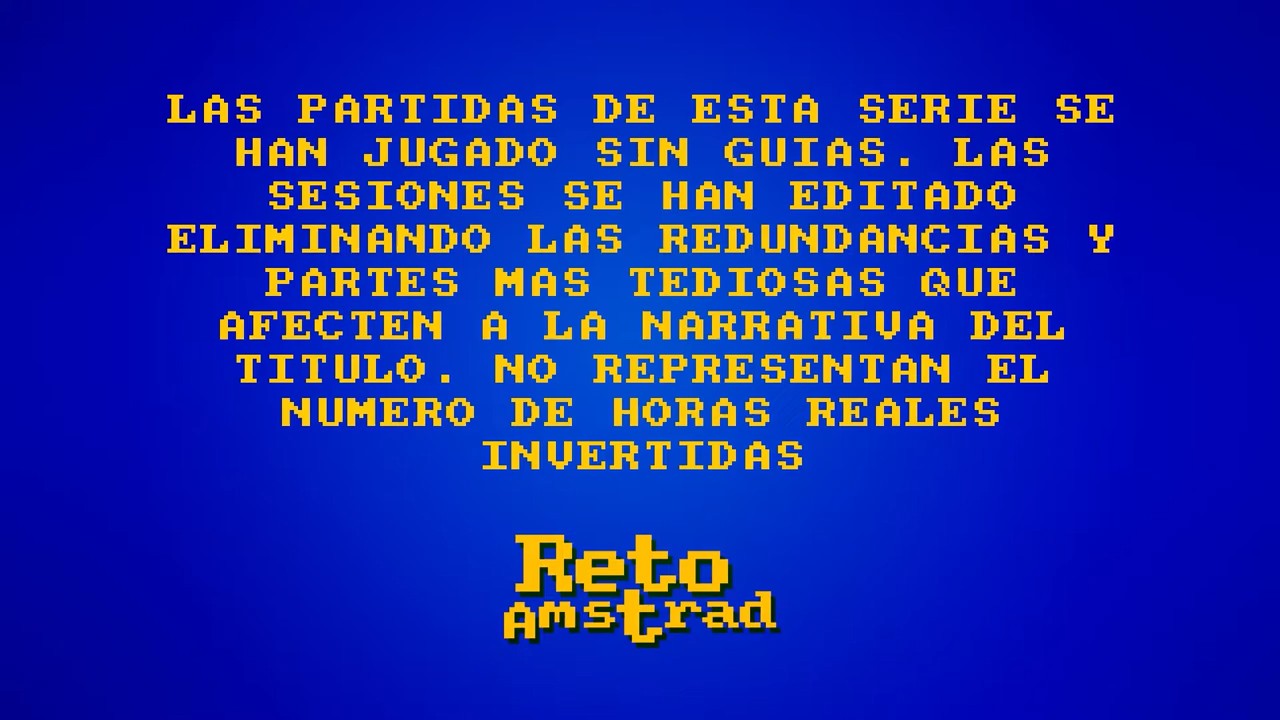 LAS PARTIDAS DE ESTA SERIE SE
HAN JUGADO SIN GUIAS. LAS
SESIONES SE HAN EDITADO
ELIMINANDO LAS REDUNDANCIAS Y
PARTES MAS TEDIOSAS QUE
AFECTEN A LA NARRATIVA DEL
TITULO. NO REPRESENTAN EL
NUMERO DE HORAS REALES
INVERTIDAS
Reto
Amstrad